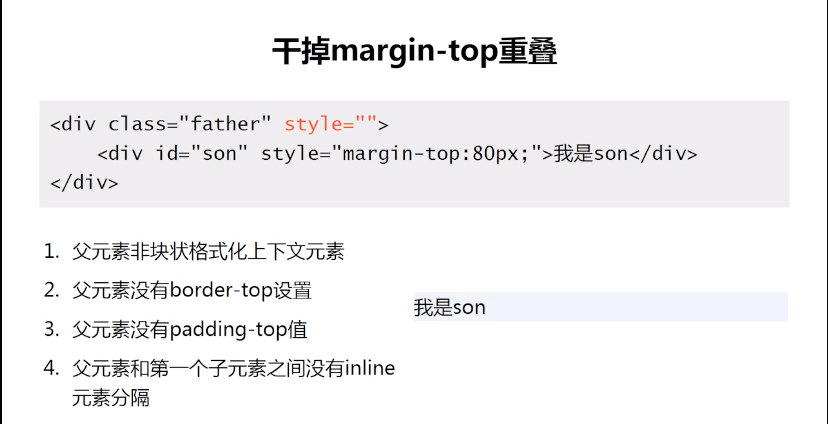 干掉margin-top重叠
<div class="father" style="">
<div id="son" style="margin-top:80px;">我是son</div>
</div>
1. 父元素非块状格式化上下文元素
2. 父元素没有border-top设置
3. 父元素没有padding-top值
4. 父元素和第一个子元素之间没有inline
元素分隔
我是son